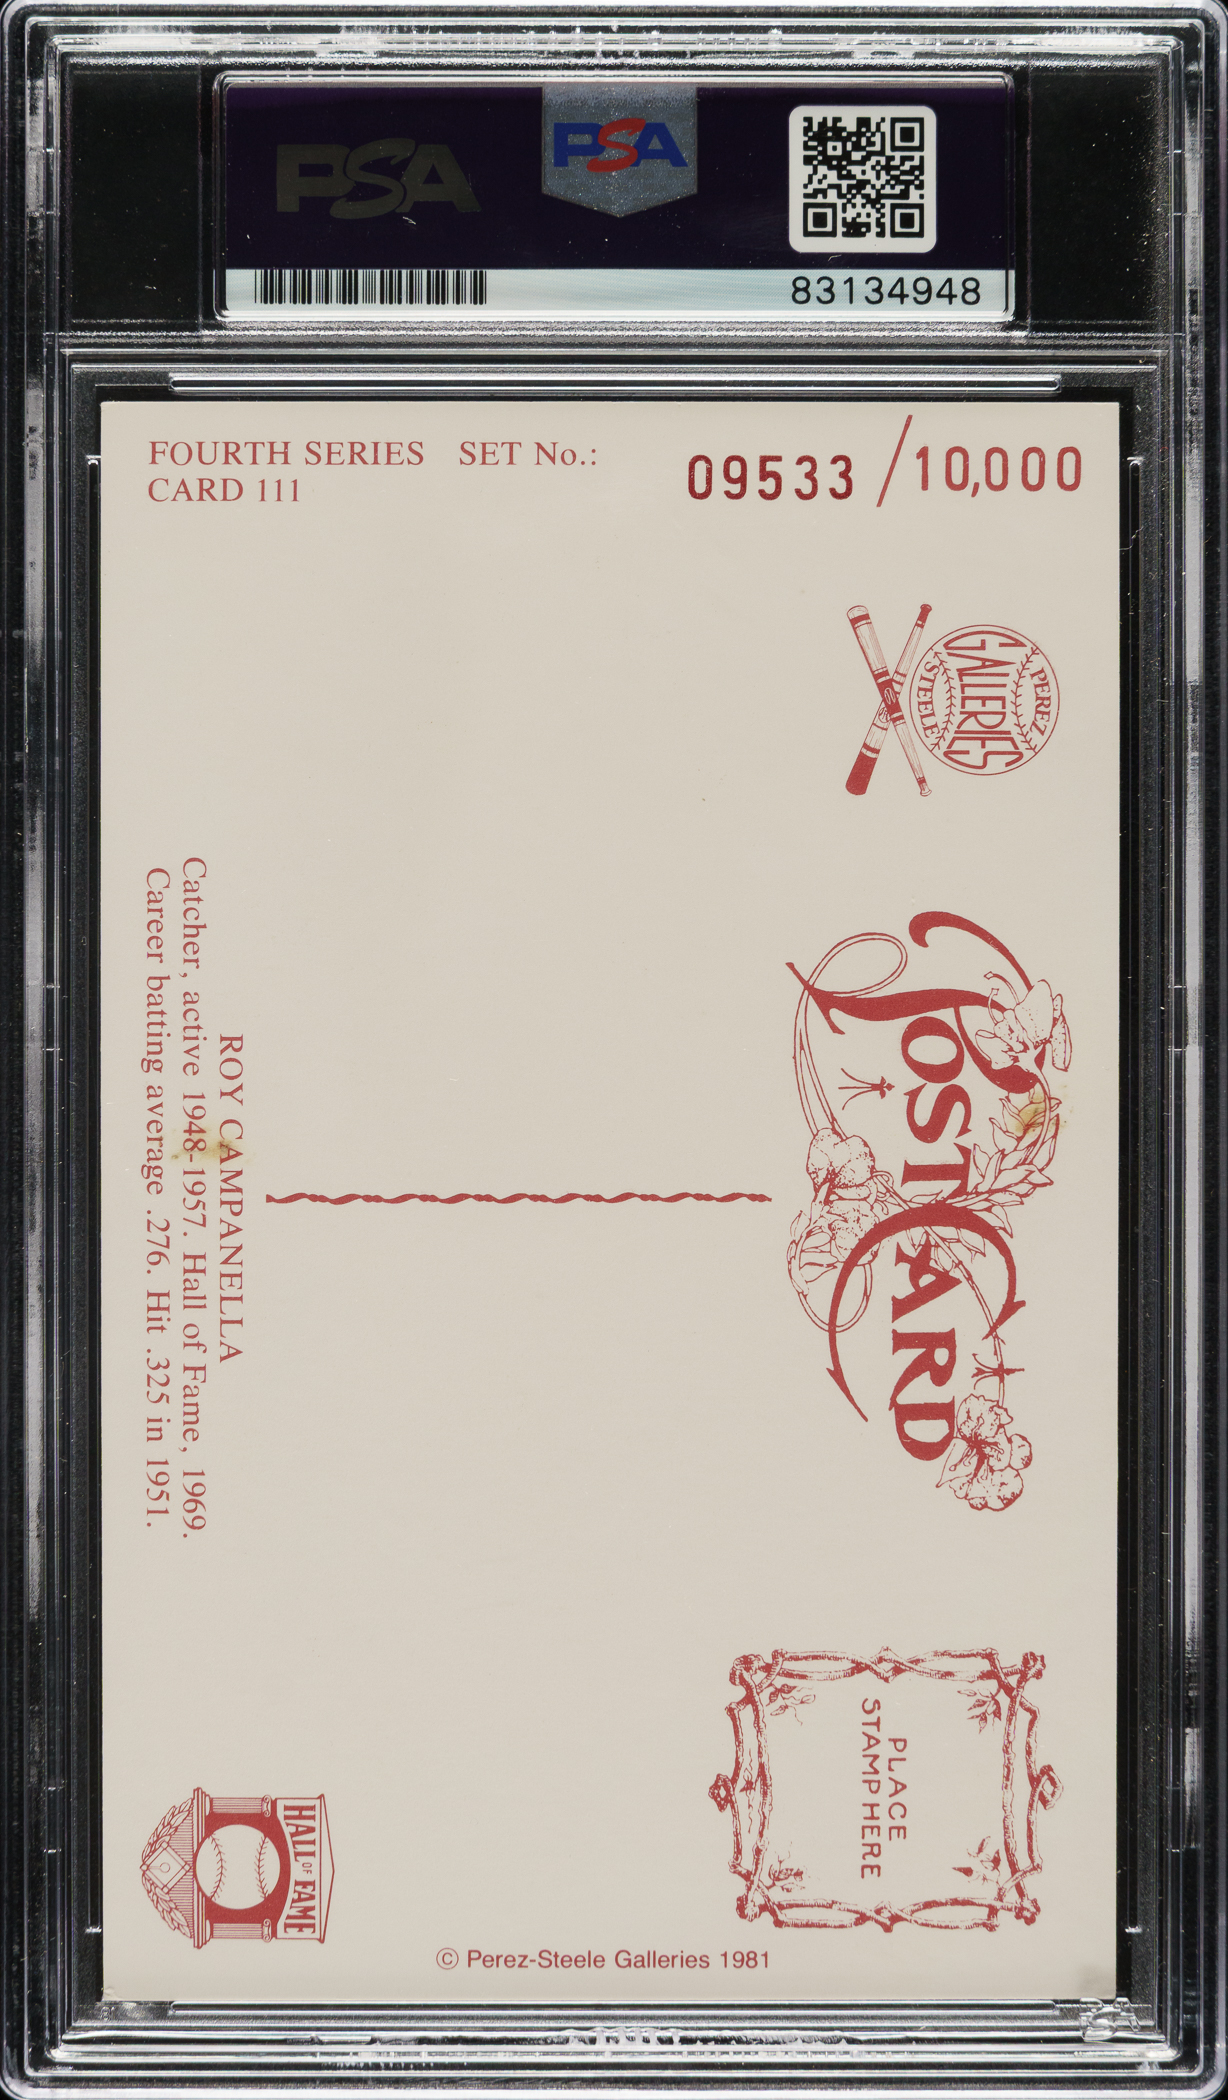 PSA
PSA
83134948
FOURTH SERIES SET No.: 09533/10,000
CARD 111
PEREZ
GALLERIES
STEELE
POST CARD
ROY CAMPANELLA
Catcher, active 1948-1957. Hall of Fame, 1969.
Career batting average .276. Hit .325 in 1951.
PLACE
STAMP HERE
HALL OF FAME
© Perez-Steele Galleries 1981
PSA